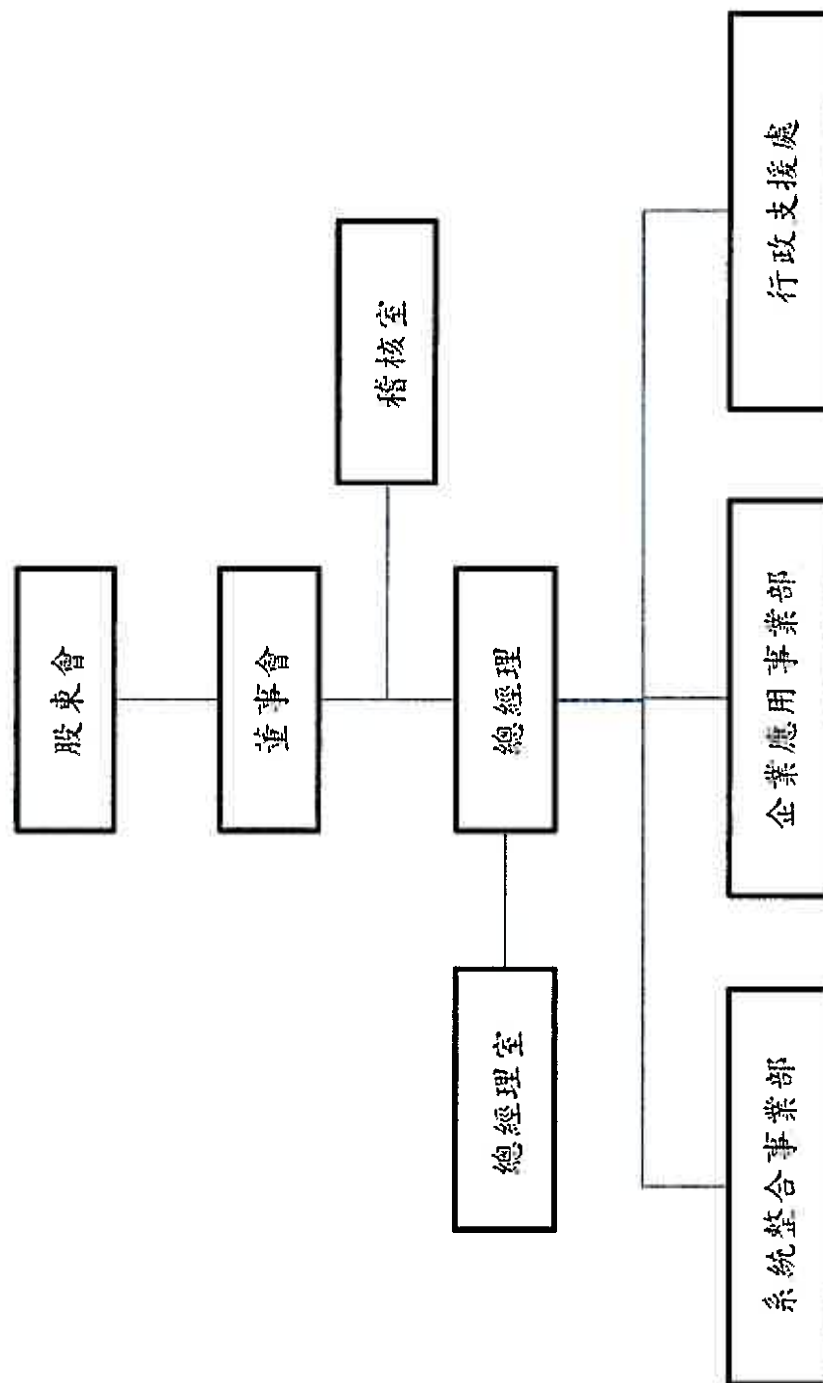 股東會
董事會
稽核室
總經理室
總經理
系統整合事業部
企業應用事業部
行政支援處